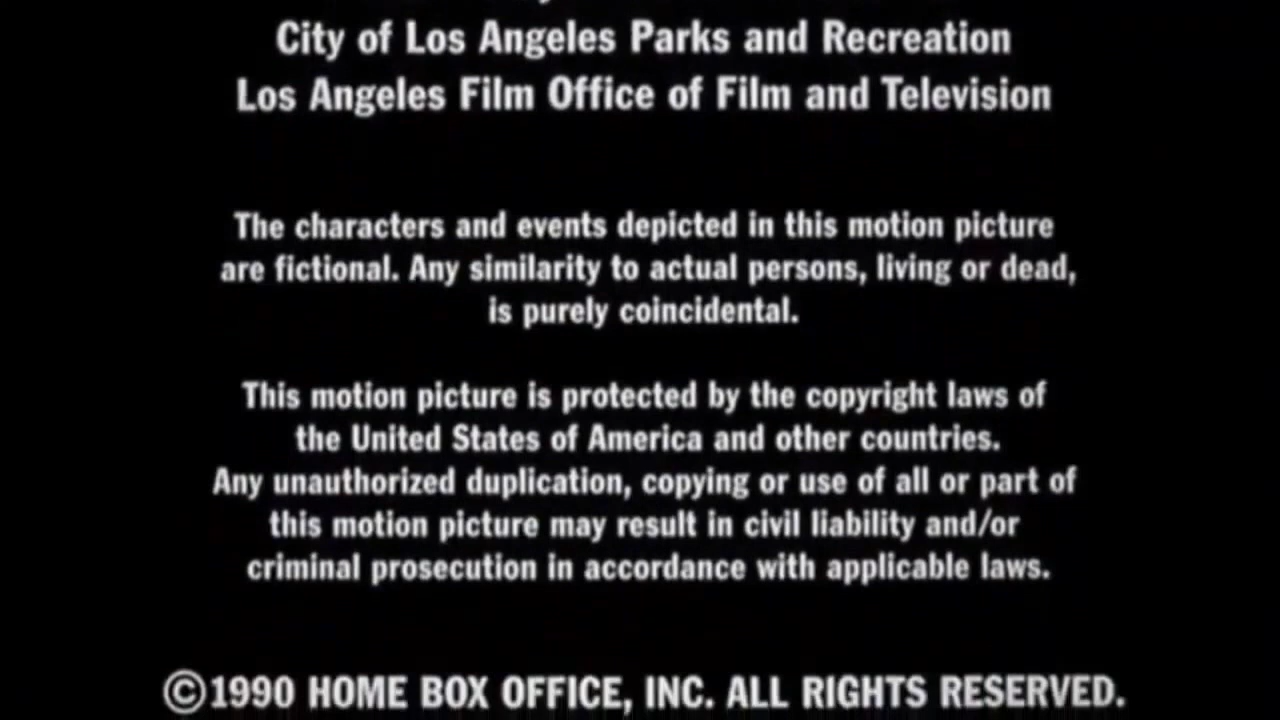 City of Los Angeles Parks and Recreation
Los Angeles Film Office of Film and Television
The characters and events depicted in this motion picture
are fictional. Any similarity to actual persons, living or dead,
is purely coincidental.
This motion picture is protected by the copyright laws of
the United States of America and other countries.
Any unauthorized duplication, copying or use of all or part of
this motion picture may result in civil liability and/or
criminal prosecution in accordance with applicable laws.
©1990 HOME BOX OFFICE, INC. ALL RIGHTS RESERVED.